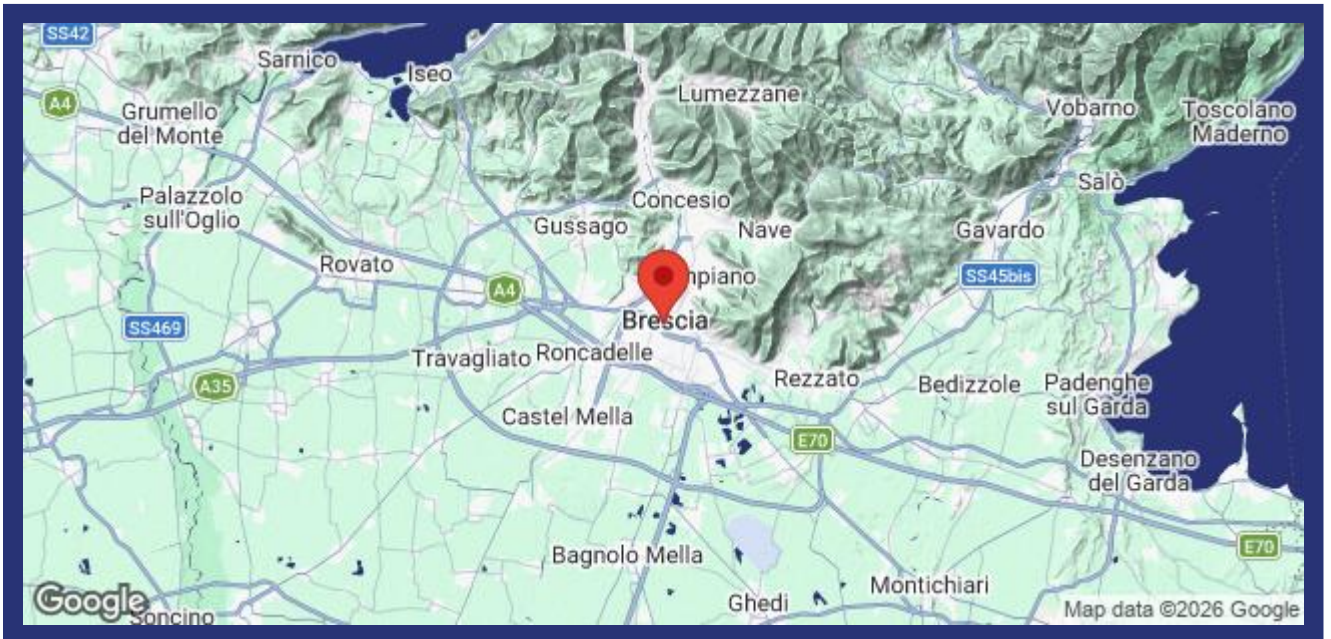 SS42
Sarnico
Iseo
A4
Grumello
del Monte
Lumezzane
Vobarno
Toscolano
Maderno
Palazzolo
sull'Oglio
Concesio
Salò
Gussago
Nave
Gavardo
Rovato
A4
mpiano
SS45bis
SS469
Brescia
Travagliato
Roncadelle
A35
Rezzato
Bedizzole
Padenghe
sul Garda
Castel Mella
E70
Desenzano
del Garda
Bagnolo Mella
E70
Montichiari
Google
Soncino
Ghedi
Map data ©2026 Google